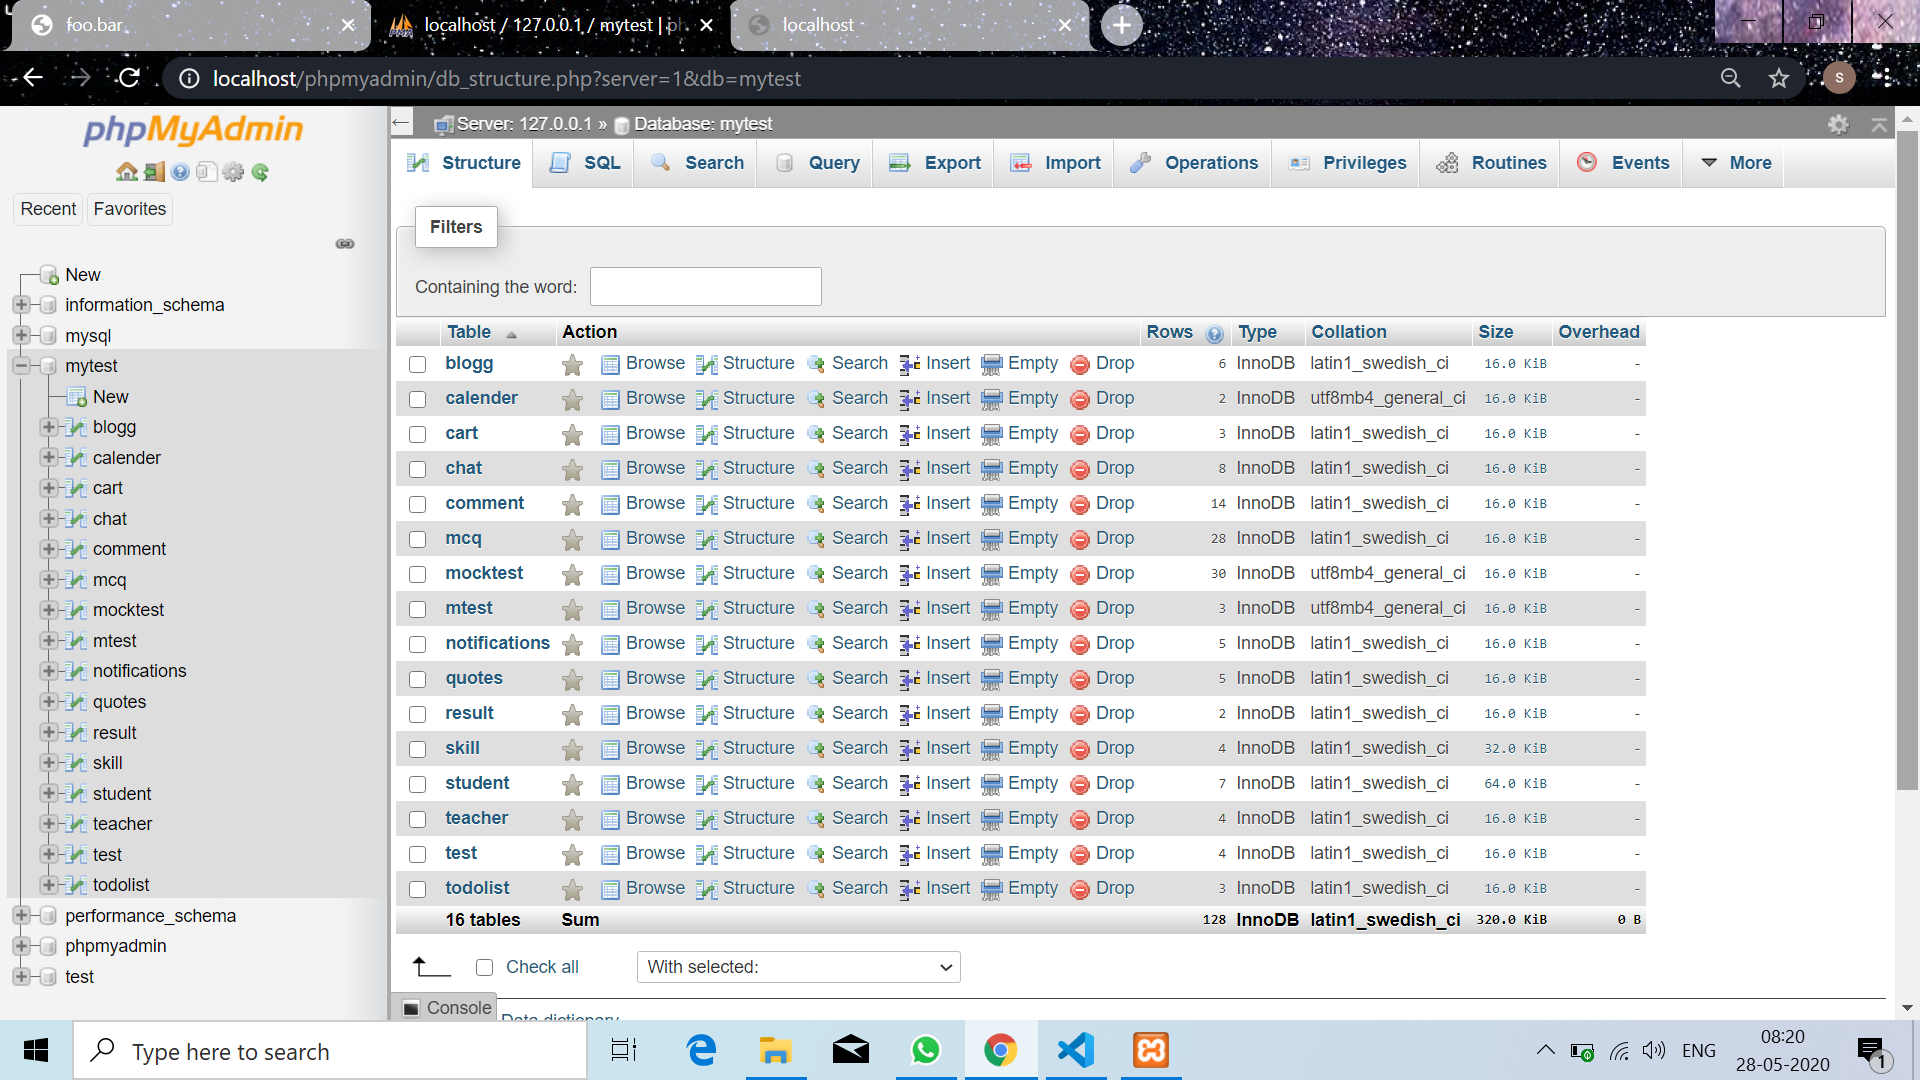 foo.bar
localhost / 127.0.0.1 / mytest | ph
localhost
localhost/phpmyadmin/db_structure.php?server=1&db=mytest
S
phpMyAdmin
Recent Favorites
New
information_schema
mysql
mytest
New
blogg
calender
cart
chat
comment
mcq
mocktest
mtest
notifications
quotes
result
skill
student
teacher
test
todolist
performance_schema
phpmyadmin
test
Server: 127.0.0.1 » Database: mytest
Structure SQL Search Query Export Import Operations Privileges Routines Events More
Filters
Containing the word:
Table Action Rows Type Collation Size Overhead
blogg Browse Structure Search Insert Empty Drop 6 InnoDB latin1_swedish_ci 16.0 KiB -
calender Browse Structure Search Insert Empty Drop 2 InnoDB utf8mb4_general_ci 16.0 KiB -
cart Browse Structure Search Insert Empty Drop 3 InnoDB latin1_swedish_ci 16.0 KiB -
chat Browse Structure Search Insert Empty Drop 8 InnoDB latin1_swedish_ci 16.0 KiB -
comment Browse Structure Search Insert Empty Drop 14 InnoDB latin1_swedish_ci 16.0 KiB -
mcq Browse Structure Search Insert Empty Drop 28 InnoDB latin1_swedish_ci 16.0 KiB -
mocktest Browse Structure Search Insert Empty Drop 30 InnoDB utf8mb4_general_ci 16.0 KiB -
mtest Browse Structure Search Insert Empty Drop 3 InnoDB utf8mb4_general_ci 16.0 KiB -
notifications Browse Structure Search Insert Empty Drop 5 InnoDB latin1_swedish_ci 16.0 KiB -
quotes Browse Structure Search Insert Empty Drop 5 InnoDB latin1_swedish_ci 16.0 KiB -
result Browse Structure Search Insert Empty Drop 2 InnoDB latin1_swedish_ci 16.0 KiB -
skill Browse Structure Search Insert Empty Drop 4 InnoDB latin1_swedish_ci 32.0 KiB -
student Browse Structure Search Insert Empty Drop 7 InnoDB latin1_swedish_ci 64.0 KiB -
teacher Browse Structure Search Insert Empty Drop 4 InnoDB latin1_swedish_ci 16.0 KiB -
test Browse Structure Search Insert Empty Drop 4 InnoDB latin1_swedish_ci 16.0 KiB -
todolist Browse Structure Search Insert Empty Drop 3 InnoDB latin1_swedish_ci 16.0 KiB -
16 tables Sum 128 InnoDB latin1_swedish_ci 320.0 KiB 0 B
Check all With selected:
Console
Data dictionary
Type here to search
ENG
08:20
28-05-2020
1